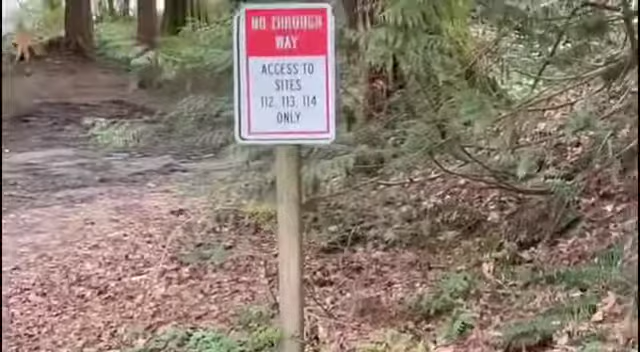 NO THROUGH
WAY
ACCESS TO
SITES
112, 113, 114
ONLY